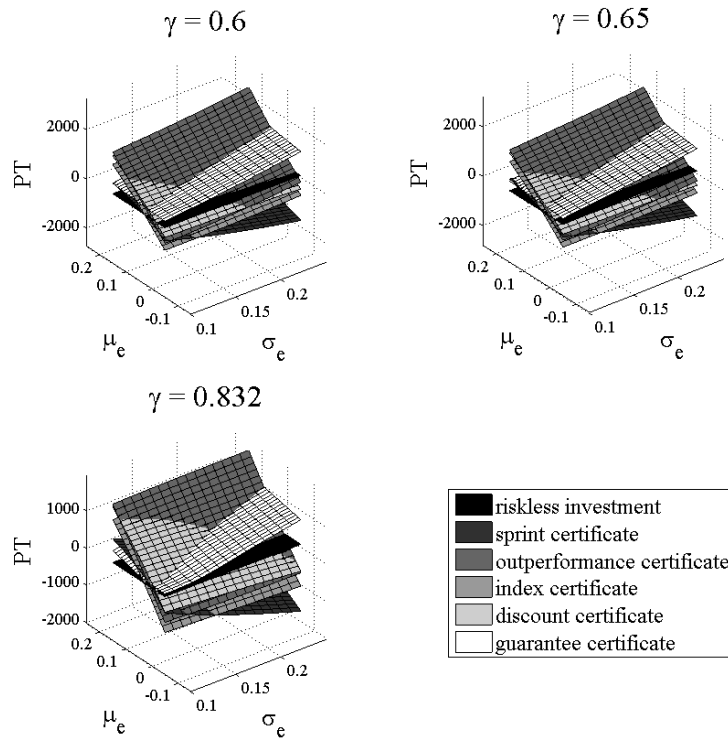 γ = 0.6
γ = 0.65
PT
2000
0
-2000
0.2
0.1
0
-0.1
μe
0.1
0.15
0.2
σe
PT
2000
0
-2000
0.2
0.1
0
-0.1
μe
0.1
0.15
0.2
σe
γ = 0.832
PT
1000
0
-1000
-2000
0.2
0.1
0
-0.1
μe
0.1
0.15
0.2
σe
riskless investment
sprint certificate
outperformance certificate
index certificate
discount certificate
guarantee certificate